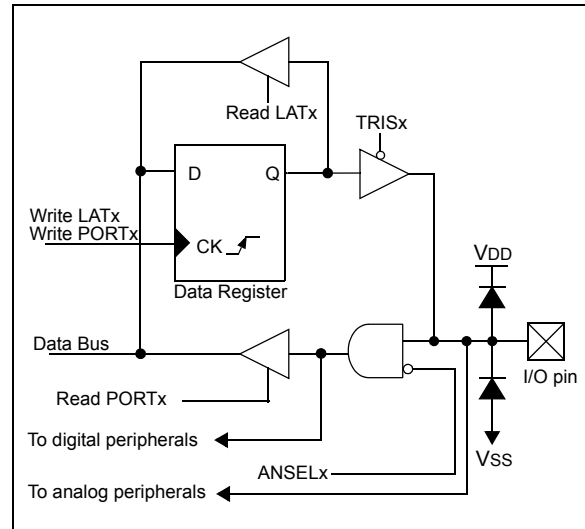 Read LATx
TRISx
D
Q
Write LATx
Write PORTx
CK
Data Register
VDD
Data Bus
I/O pin
Read PORTx
To digital peripherals
VSS
ANSELx
To analog peripherals